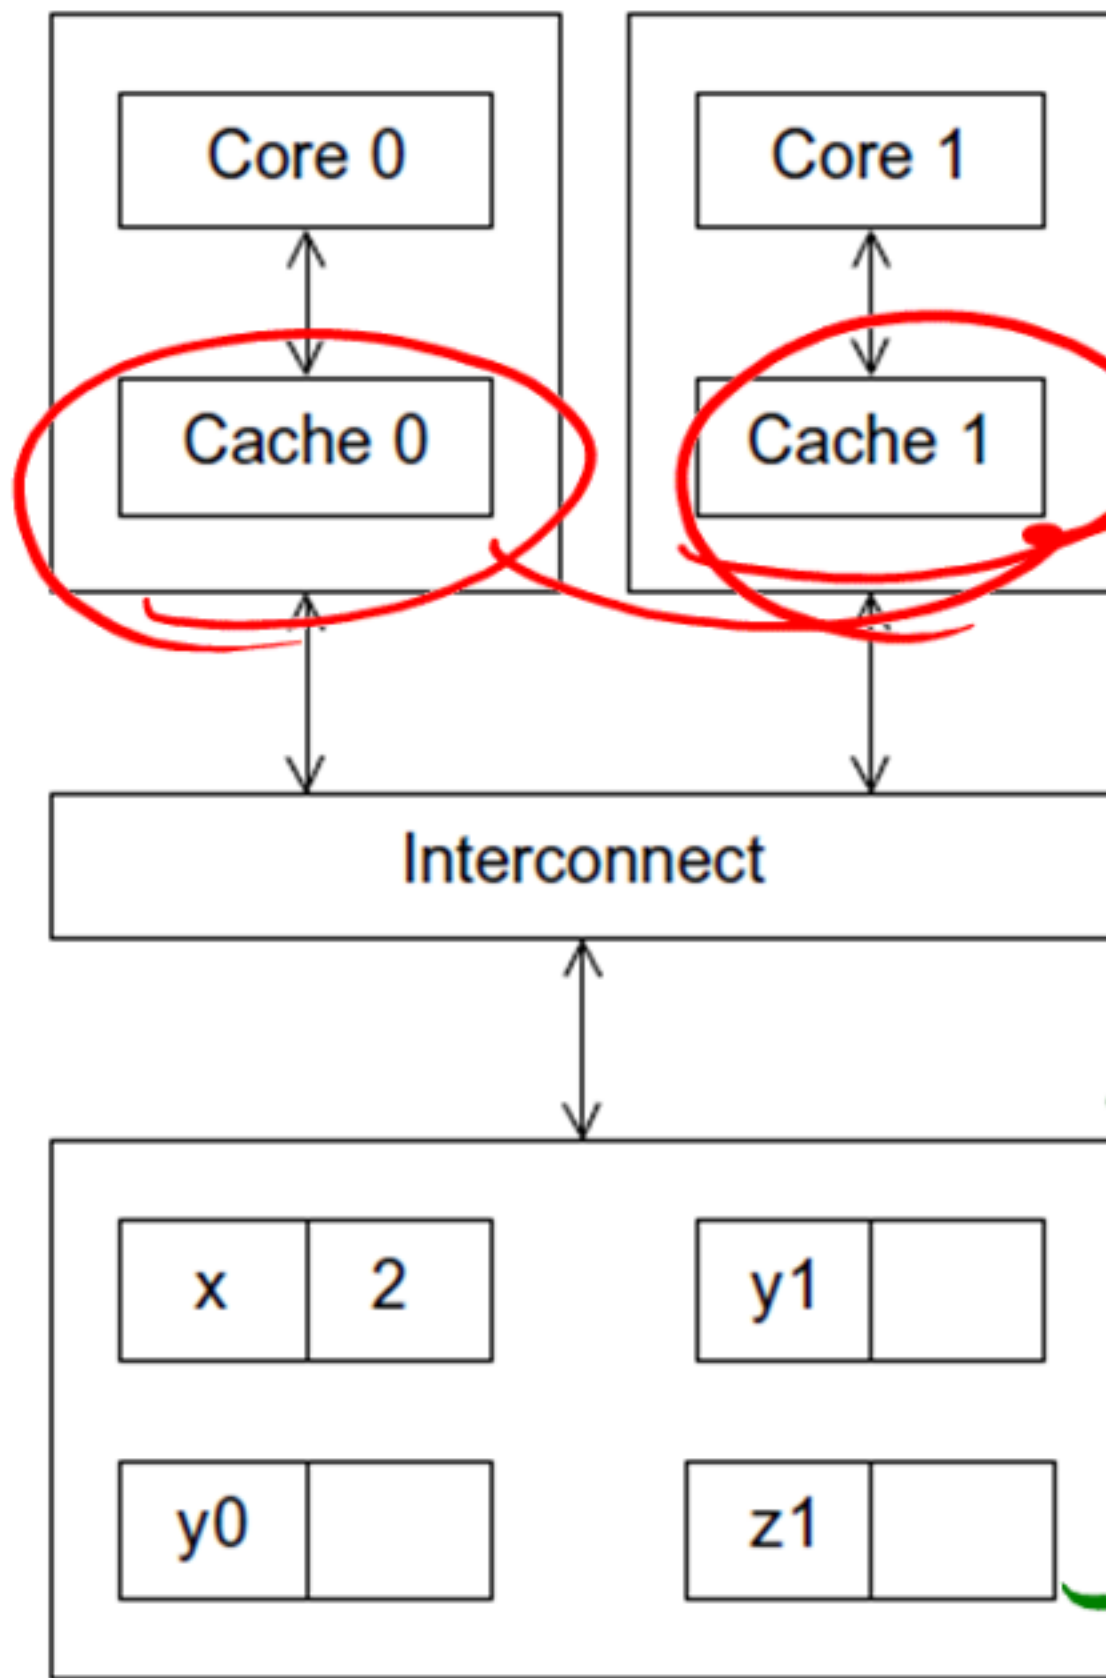 Core 0 Core 1
Cache 0 Cache 1
Interconnect
x 2 y1
y0 z1